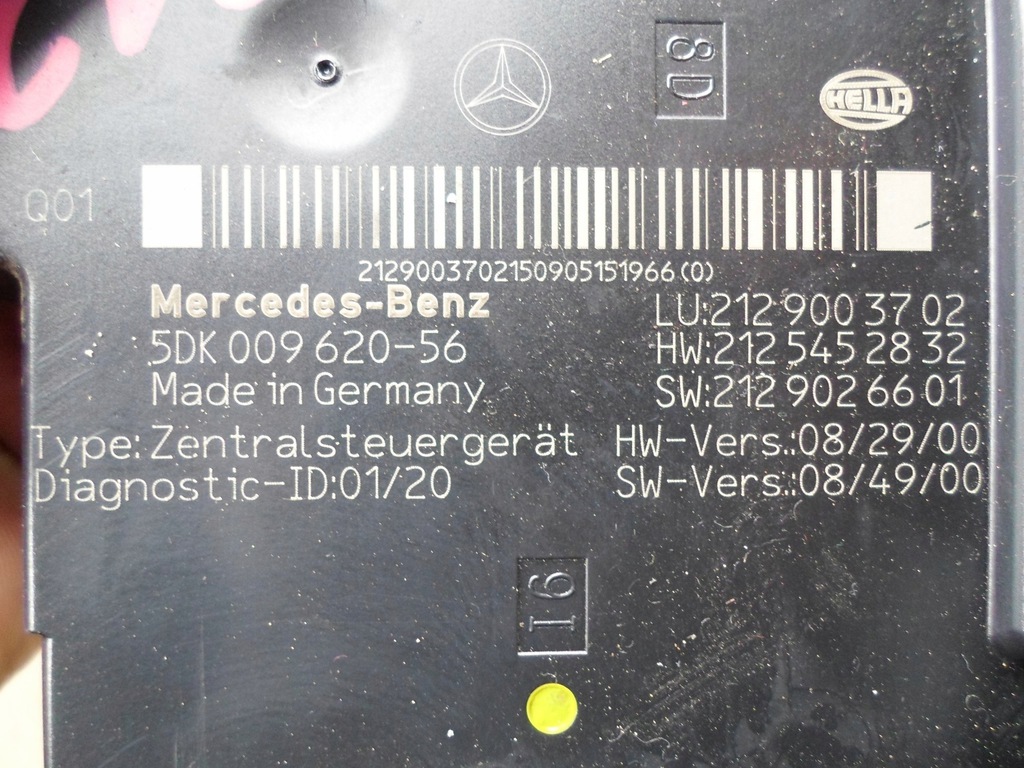 8D
HELLA
Q01
2129003702150905151966(0)
Mercedes-Benz
LU:212 900 37 02
5DK 009 620-56
HW:212 545 28 32
Made in Germany
SW:212 902 66 01
Type:Zentralsteuergerät
HW-Vers.:08/29/00
Diagnostic-ID:01/20
SW-Vers.:08/49/00
I6